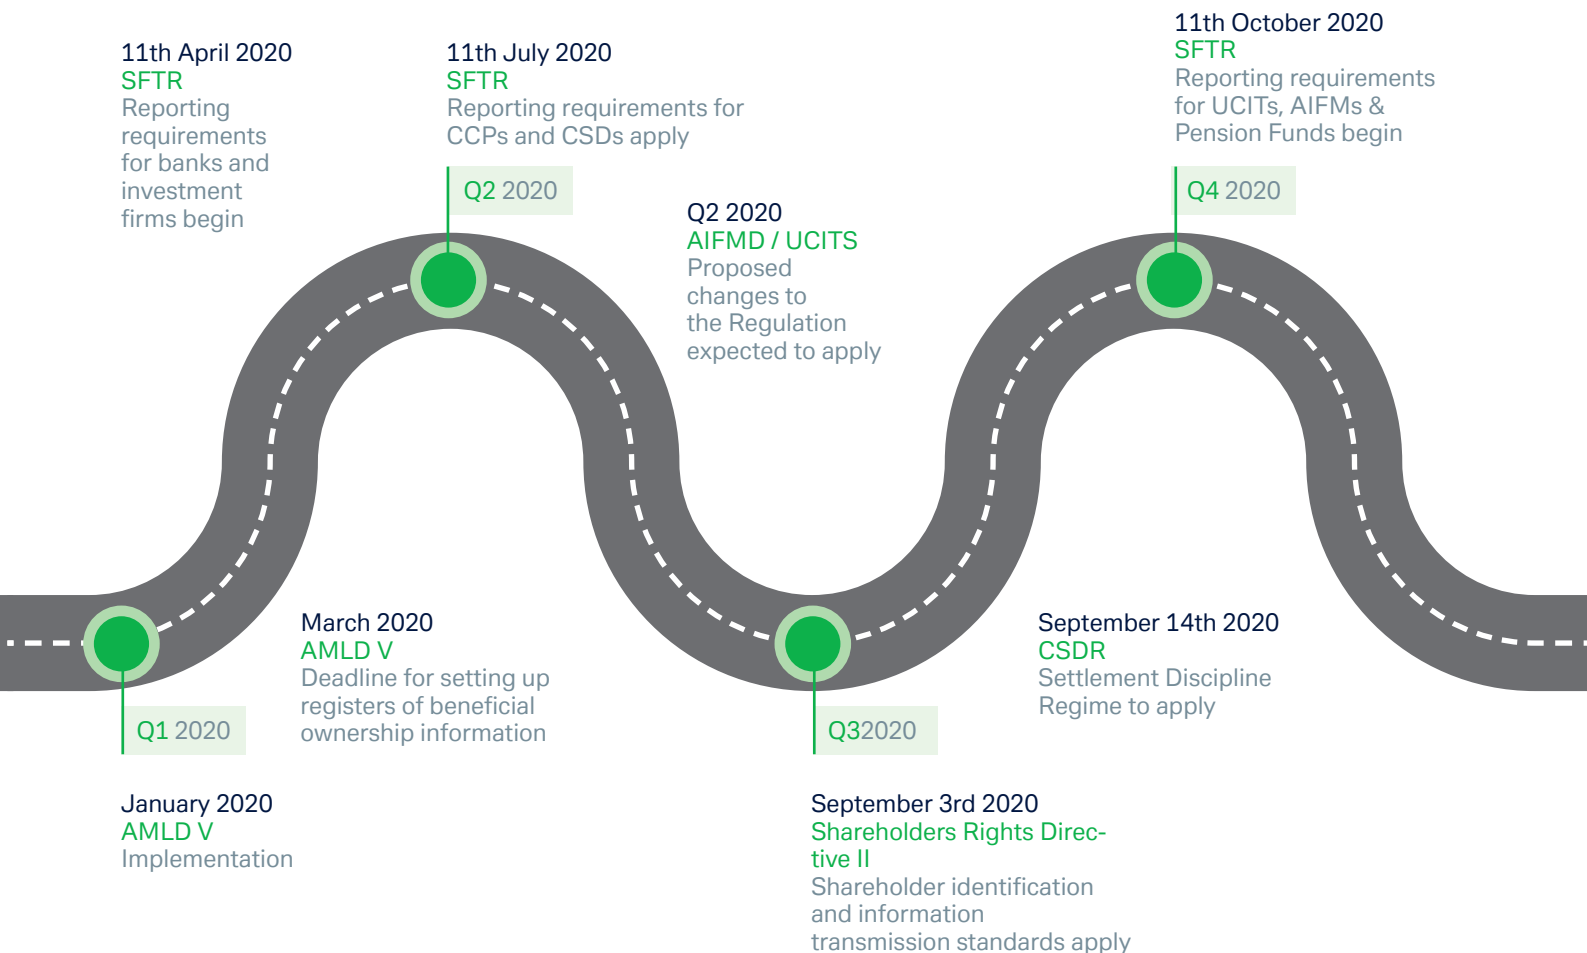 11th April 2020
SFTR
Reporting
requirements
for banks and
investment
firms begin
11th July 2020
SFTR
Reporting requirements for
CCPs and CSDs apply
Q2 2020
Q2 2020
AIFMD / UCITS
Proposed
changes to
the Regulation
expected to apply
11th October 2020
SFTR
Reporting requirements
for UCITs, AIFMs &
Pension Funds begin
Q4 2020
Q1 2020
January 2020
AMLD V
Implementation
March 2020
AMLD V
Deadline for setting up
registers of beneficial
ownership information
Q32020
September 3rd 2020
Shareholders Rights Direc-
tive II
Shareholder identification
and information
transmission standards apply
September 14th 2020
CSDR
Settlement Discipline
Regime to apply